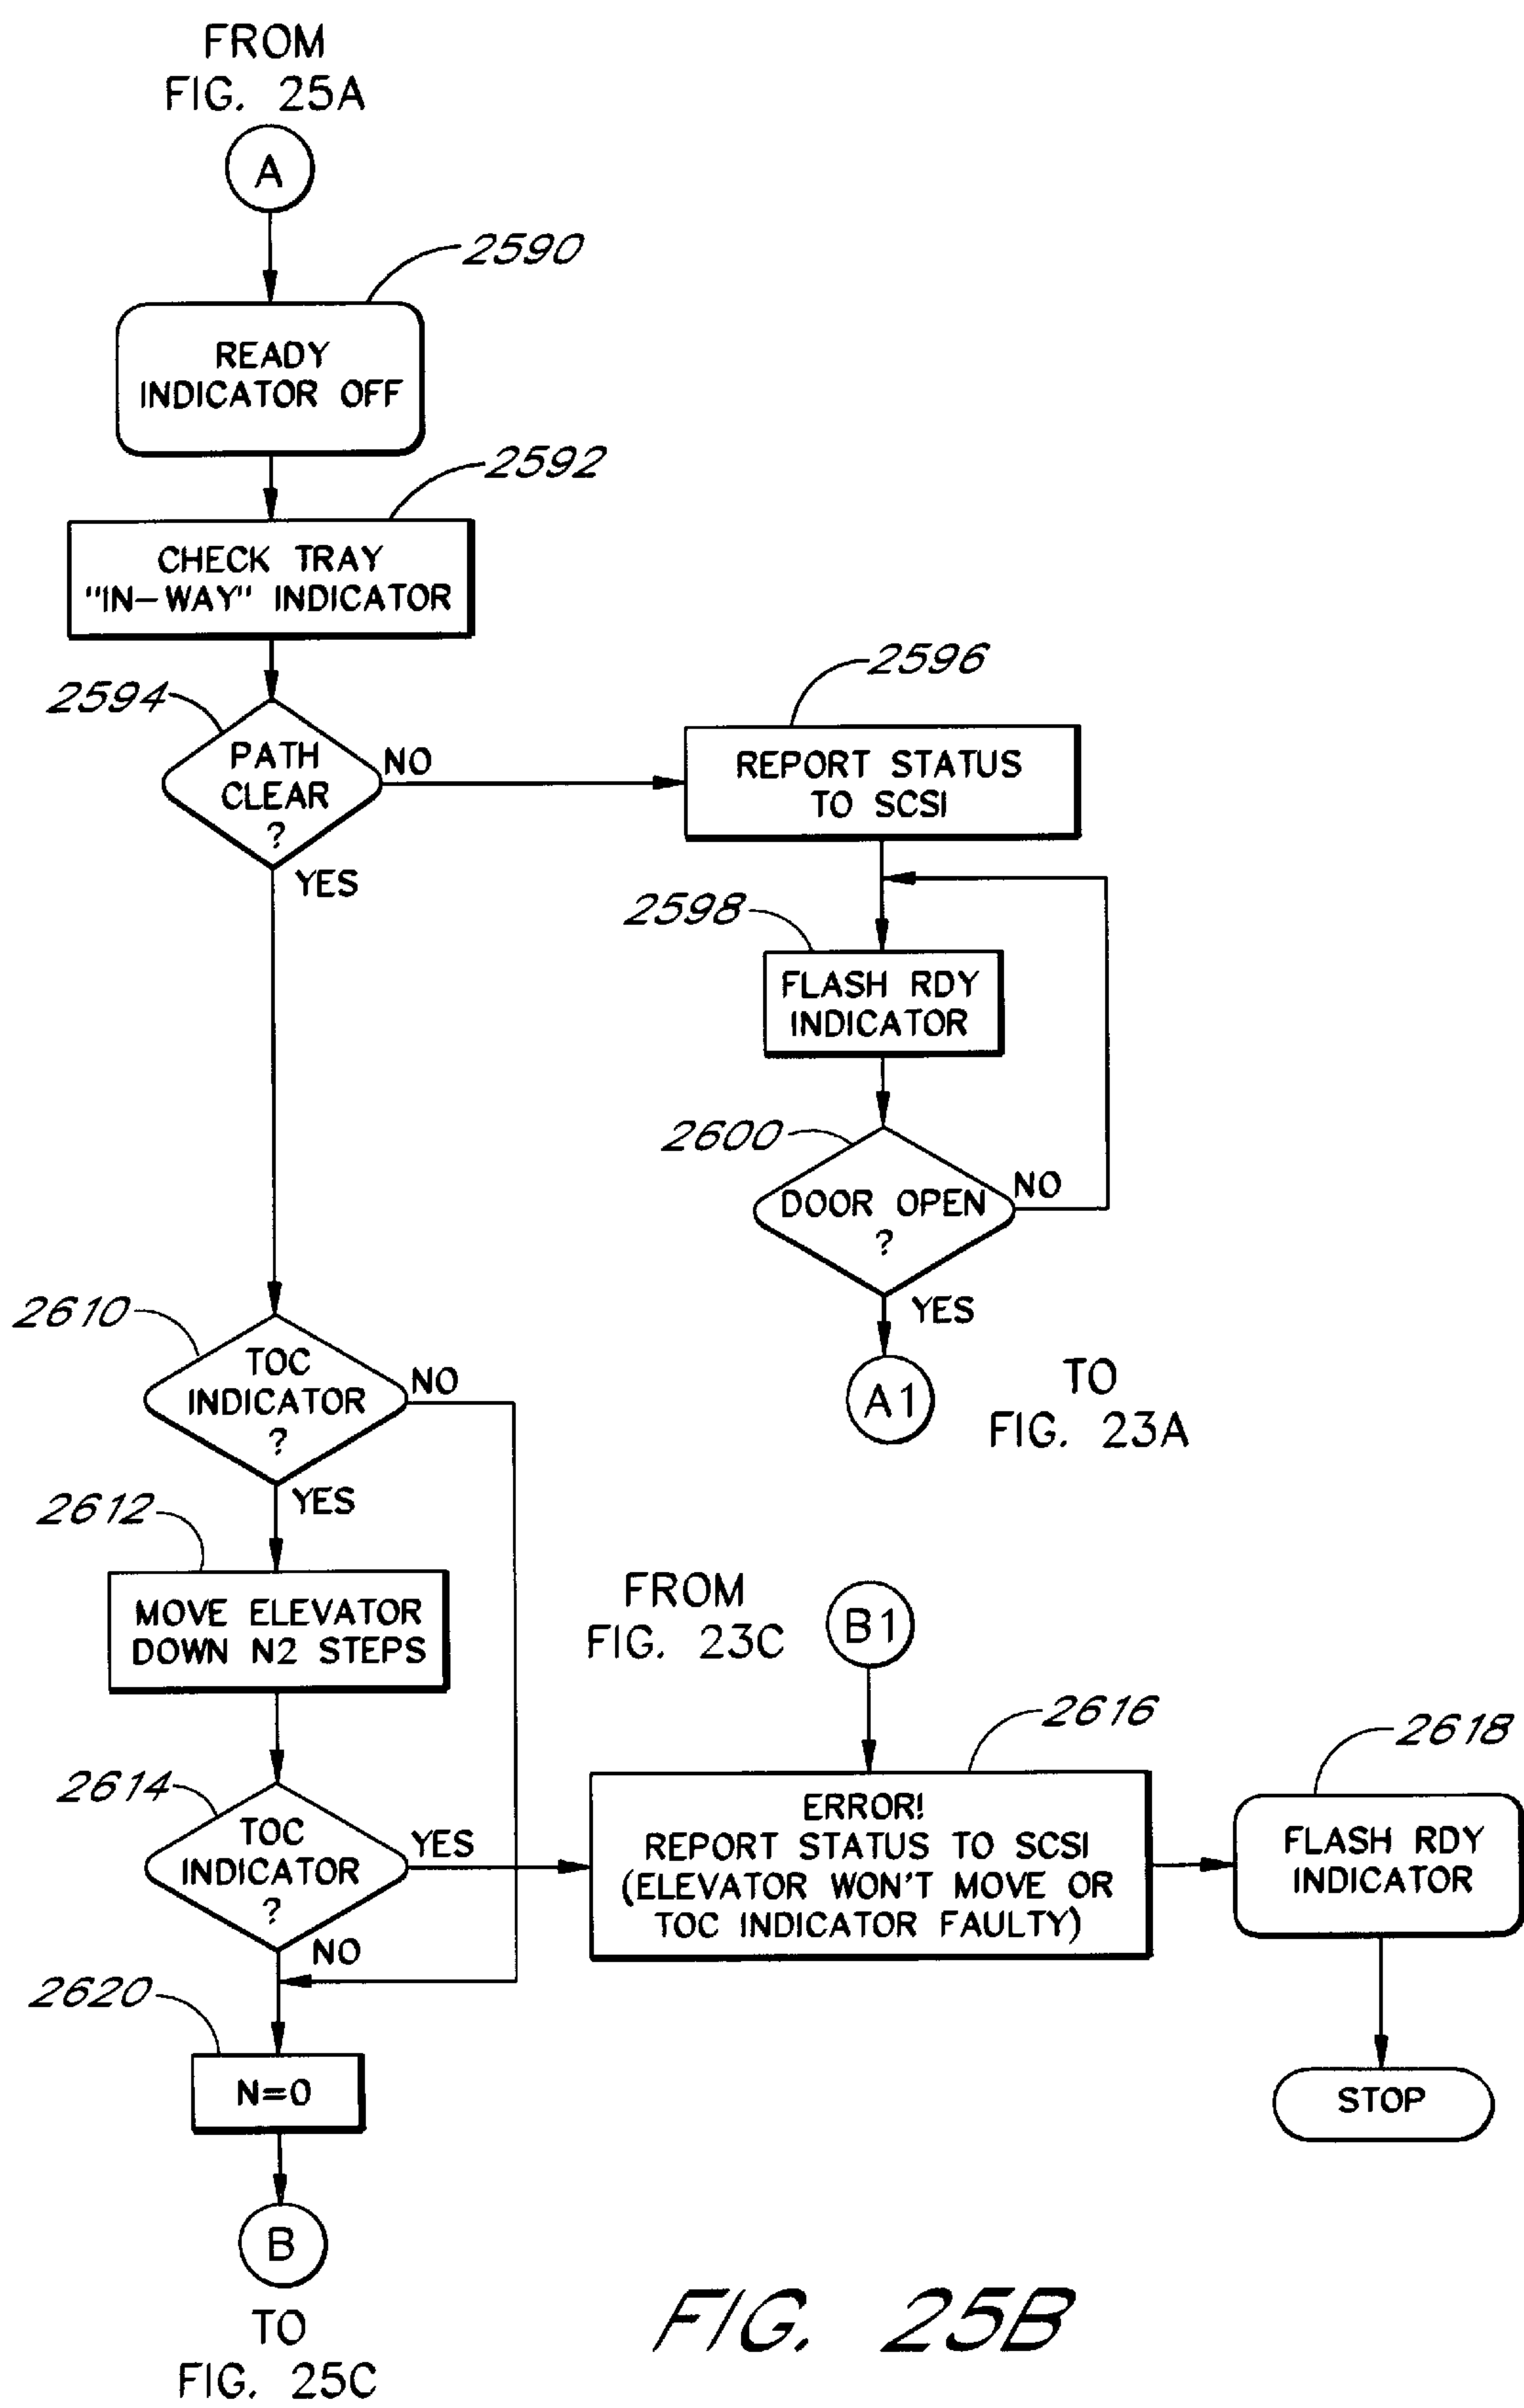 FROM
FIG. 25A
A
2590
READY
INDICATOR OFF
2592
CHECK TRAY
"IN-WAY" INDICATOR
2594
PATH
CLEAR
?
NO
YES
2596
REPORT STATUS
TO SCSI
2598
FLASH RDY
INDICATOR
2600
DOOR OPEN
?
NO
YES
A1
TO
FIG. 23A
2610
TOC
INDICATOR
?
NO
YES
2612
MOVE ELEVATOR
DOWN N2 STEPS
2614
TOC
INDICATOR
?
YES
NO
FROM
FIG. 23C
B1
2616
ERROR!
REPORT STATUS TO SCSI
(ELEVATOR WON'T MOVE OR
TOC INDICATOR FAULTY)
2618
FLASH RDY
INDICATOR
STOP
2620
N=0
B
TO
FIG. 25C
FIG. 25B